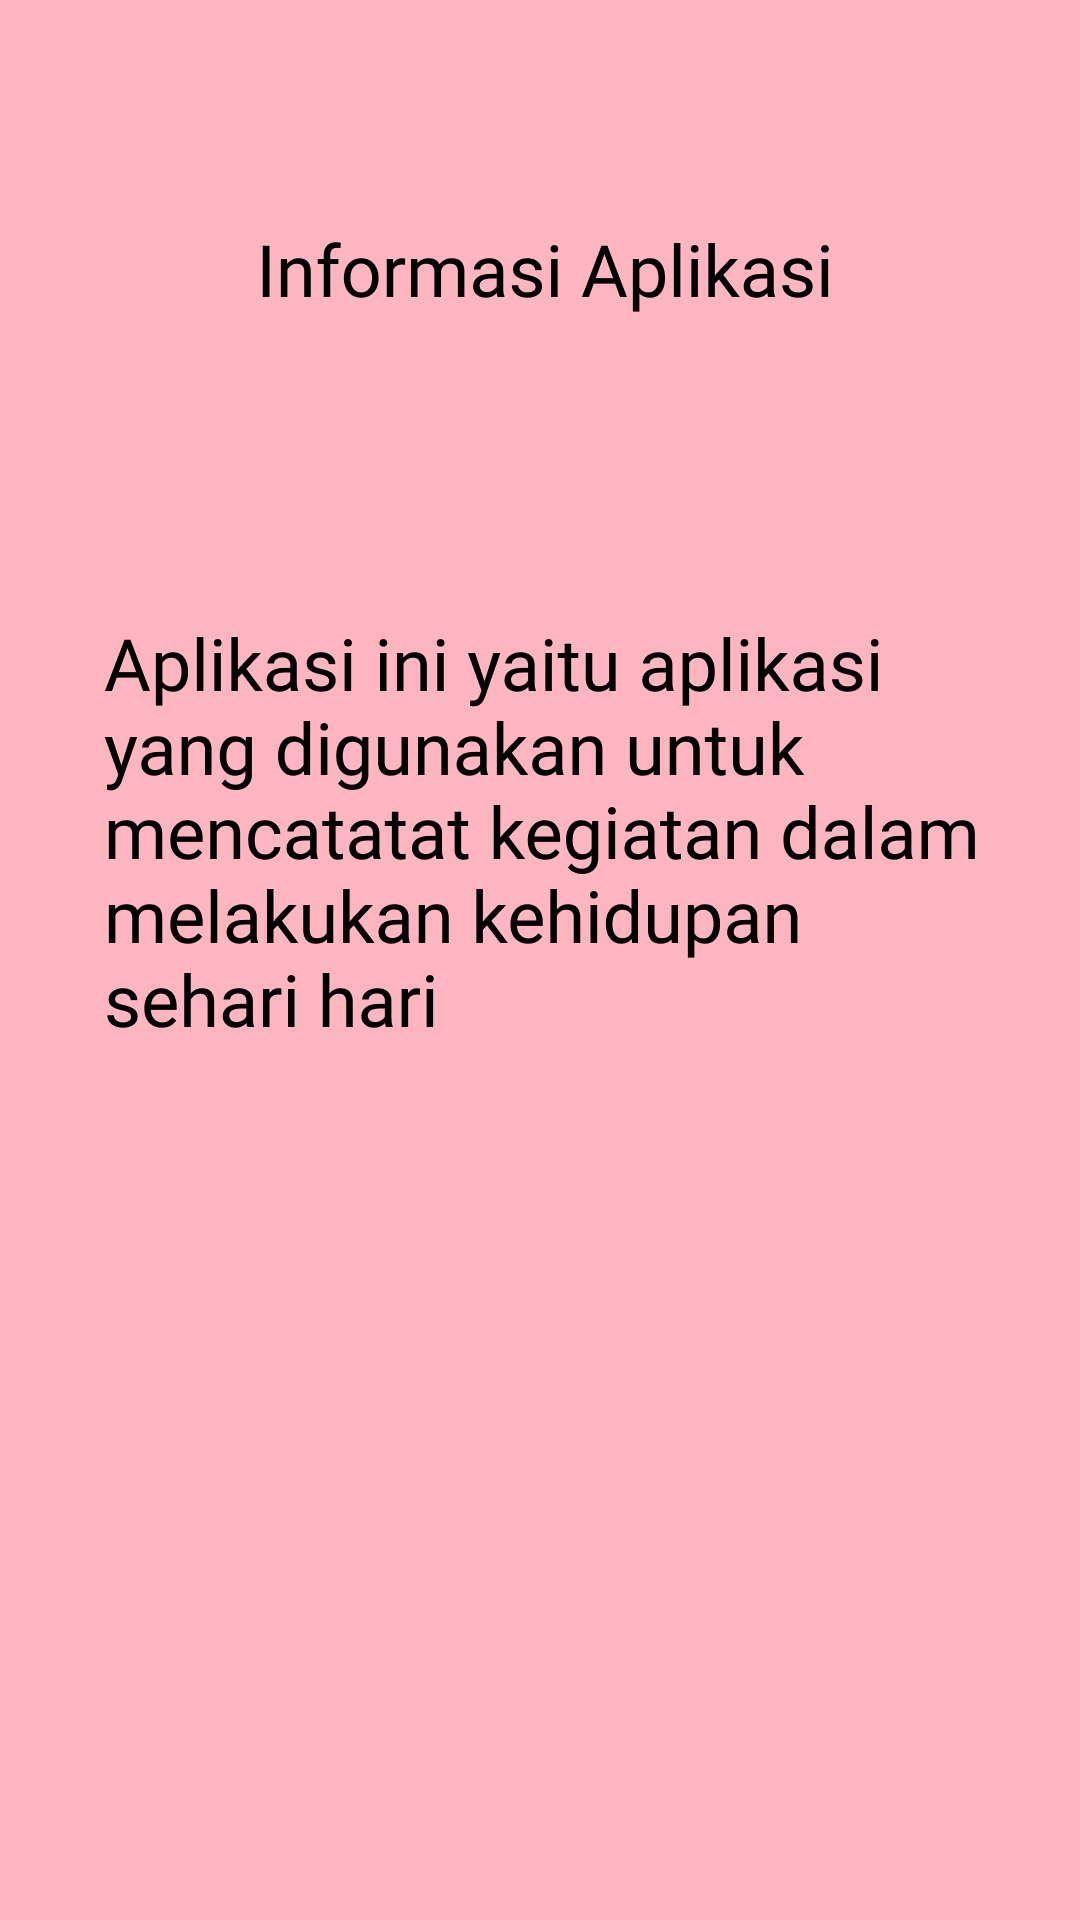 Informasi Aplikasi
Aplikasi ini yaitu aplikasi
yang digunakan untuk
mencatatat kegiatan dalam
melakukan kehidupan
sehari hari